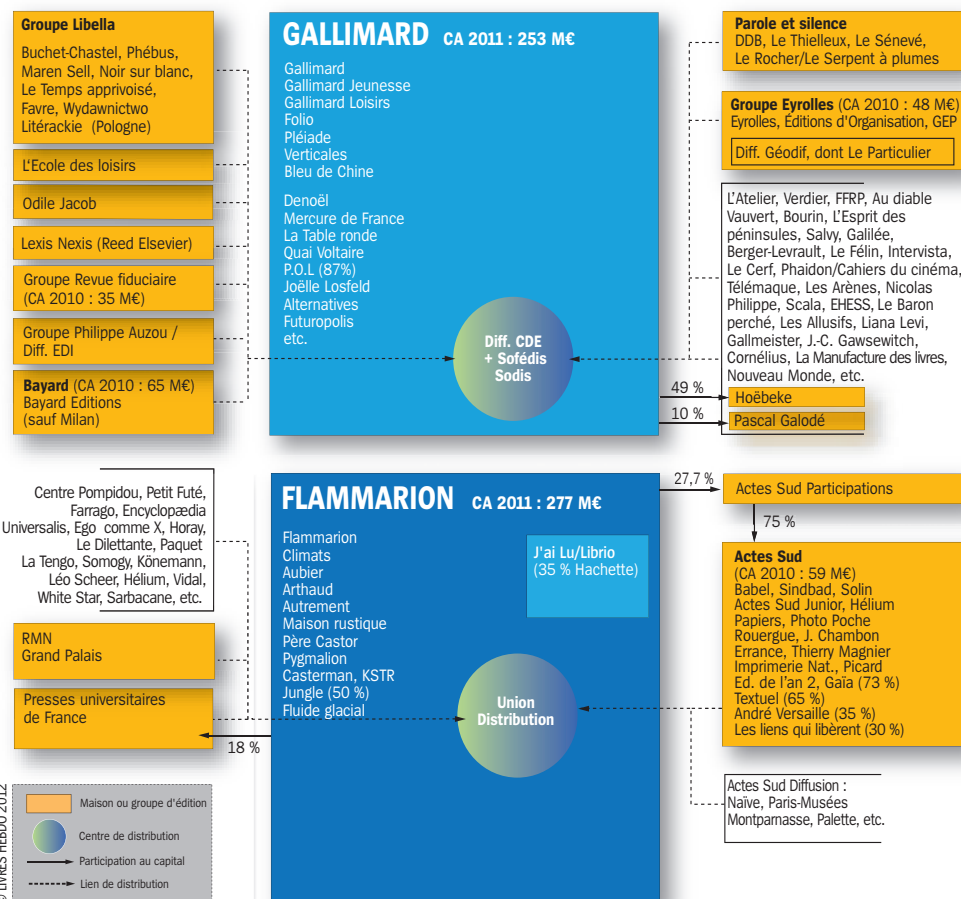 Groupe Libella
Buchet-Chastel, Phébus,
Maren Sell, Noir sur blanc,
Le Temps apprivoisé,
Favre, Wydawnictwo
Litérackie (Pologne)
L'Ecole des loisirs
Odile Jacob
Lexis Nexis (Reed Elsevier)
Groupe Revue fiduciaire
(CA 2010 : 35 M€)
Groupe Philippe Auzou /
Diff. EDI
Bayard (CA 2010 : 65 M€)
Bayard Editions
(sauf Milan)
GALLIMARD CA 2011 : 253 M€
Gallimard
Gallimard Jeunesse
Gallimard Loisirs
Folio
Pléiade
Verticales
Bleu de Chine
Denoël
Mercure de France
La Table ronde
Quai Voltaire
P.O.L (87%)
Joëlle Losfeld
Alternatives
Futuropolis
etc.
Diff. CDE
+ Sofédis
Sodis
Parole et silence
DDB, Le Thielleux, Le Sénevé,
Le Rocher/Le Serpent à plumes
Groupe Eyrolles (CA 2010 : 48 M€)
Eyrolles, Éditions d'Organisation, GEP
Diff. Géodif, dont Le Particulier
L'Atelier, Verdier, FFRP, Au diable
Vauvert, Bourin, L'Esprit des
péninsules, Salvy, Galilée,
Berger-Levrault, Le Félin, Intervista,
Le Cerf, Phaidon/Cahiers du cinéma,
Télémaque, Les Arènes, Nicolas
Philippe, Scala, EHESS, Le Baron
perché, Les Allusifs, Liana Levi,
Gallmeister, J.-C. Gawsewitch,
Cornélius, La Manufacture des livres,
Nouveau Monde, etc.
49 %
Hoëbeke
10 %
Pascal Galodé
Centre Pompidou, Petit Futé,
Farrago, Encyclopædia
Universalis, Ego comme X, Horay,
Le Dilettante, Paquet
La Tengo, Somogy, Könemann,
Léo Scheer, Hélium, Vidal,
White Star, Sarbacane, etc.
RMN
Grand Palais
Presses universitaires
de France
18 %
FLAMMARION CA 2011 : 277 M€
Flammarion
Climats
Aubier
Arthaud
Autrement
Maison rustique
Père Castor
Pygmalion
Casterman, KSTR
Jungle (50 %)
Fluide glacial
J'ai Lu/Librio
(35 % Hachette)
Union
Distribution
27,7 %
Actes Sud Participations
75 %
Actes Sud
(CA 2010 : 59 M€)
Babel, Sindbad, Solin
Actes Sud Junior, Hélium
Papiers, Photo Poche
Rouergue, J. Chambon
Errance, Thierry Magnier
Imprimerie Nat., Picard
Ed. de l'an 2, Gaïa (73 %)
Textuel (65 %)
André Versaille (35 %)
Les liens qui libèrent (30 %)
Actes Sud Diffusion :
Naïve, Paris-Musées
Montparnasse, Palette, etc.
© LIVRES HEBDO 2012
Maison ou groupe d'édition
Centre de distribution
Participation au capital
Lien de distribution